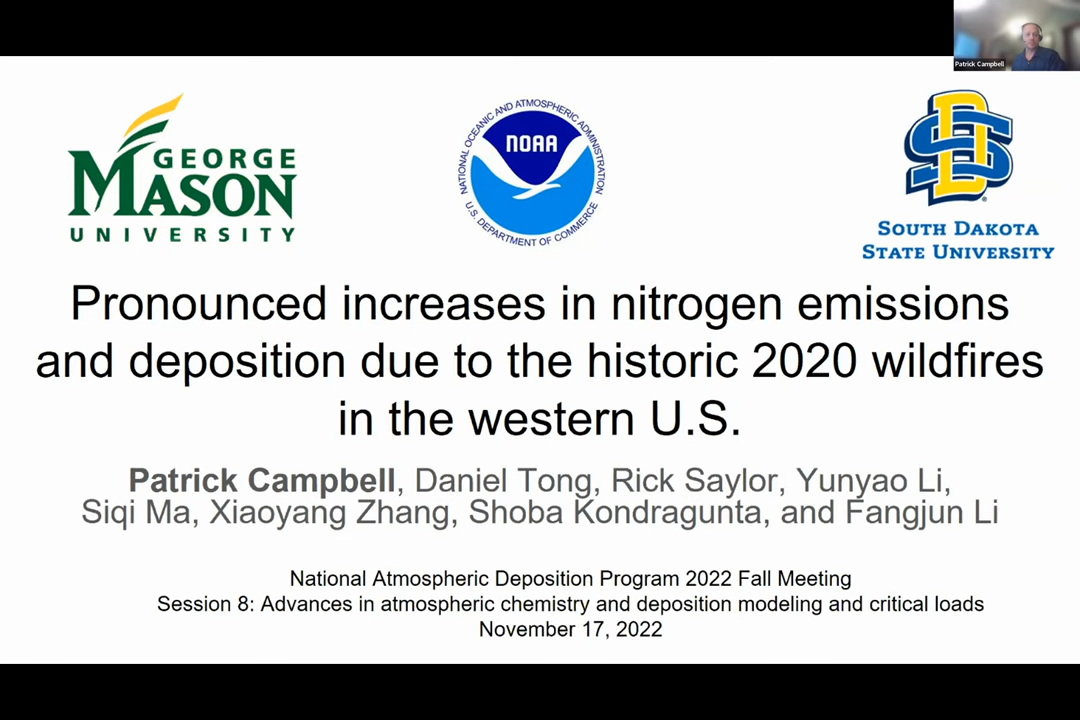 Patrick Campbell
GEORGE
MASON
UNIVERSITY
NATIONAL OCEANIC AND ATMOSPHERIC ADMINISTRATION
NOAA
U.S. DEPARTMENT OF COMMERCE
SD
®
SOUTH DAKOTA
STATE UNIVERSITY
Pronounced increases in nitrogen emissions
and deposition due to the historic 2020 wildfires
in the western U.S.
Patrick Campbell, Daniel Tong, Rick Saylor, Yunyao Li,
Siqi Ma, Xiaoyang Zhang, Shoba Kondragunta, and Fangjun Li
National Atmospheric Deposition Program 2022 Fall Meeting
Session 8: Advances in atmospheric chemistry and deposition modeling and critical loads
November 17, 2022